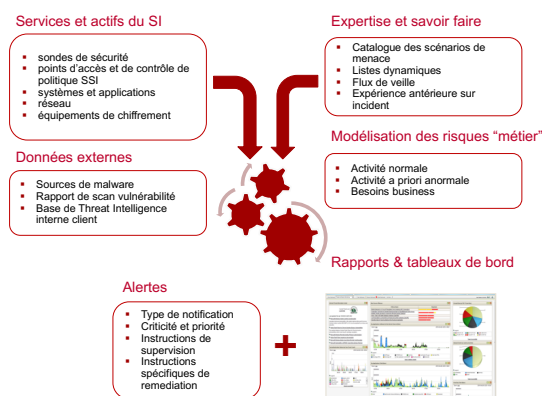 Services et actifs du SI
sondes de sécurité
points d'accès et de contrôle de
politique SSI
systèmes et applications
réseau
équipements de chiffrement
Expertise et savoir faire
Catalogue des scénarios de
menace
Listes dynamiques
Flux de veille
Expérience antérieure sur
incident
Données externes
Sources de malware
Rapport de scan vulnérabilité
Base de Threat Intelligence
interne client
Modélisation des risques “métier”
Activité normale
Activité a priori anormale
Besoins business
Alertes
Type de notification
Criticité et priorité
Instructions de
supervision
Instructions
spécifiques de
remediation
+
Rapports & tableaux de bord